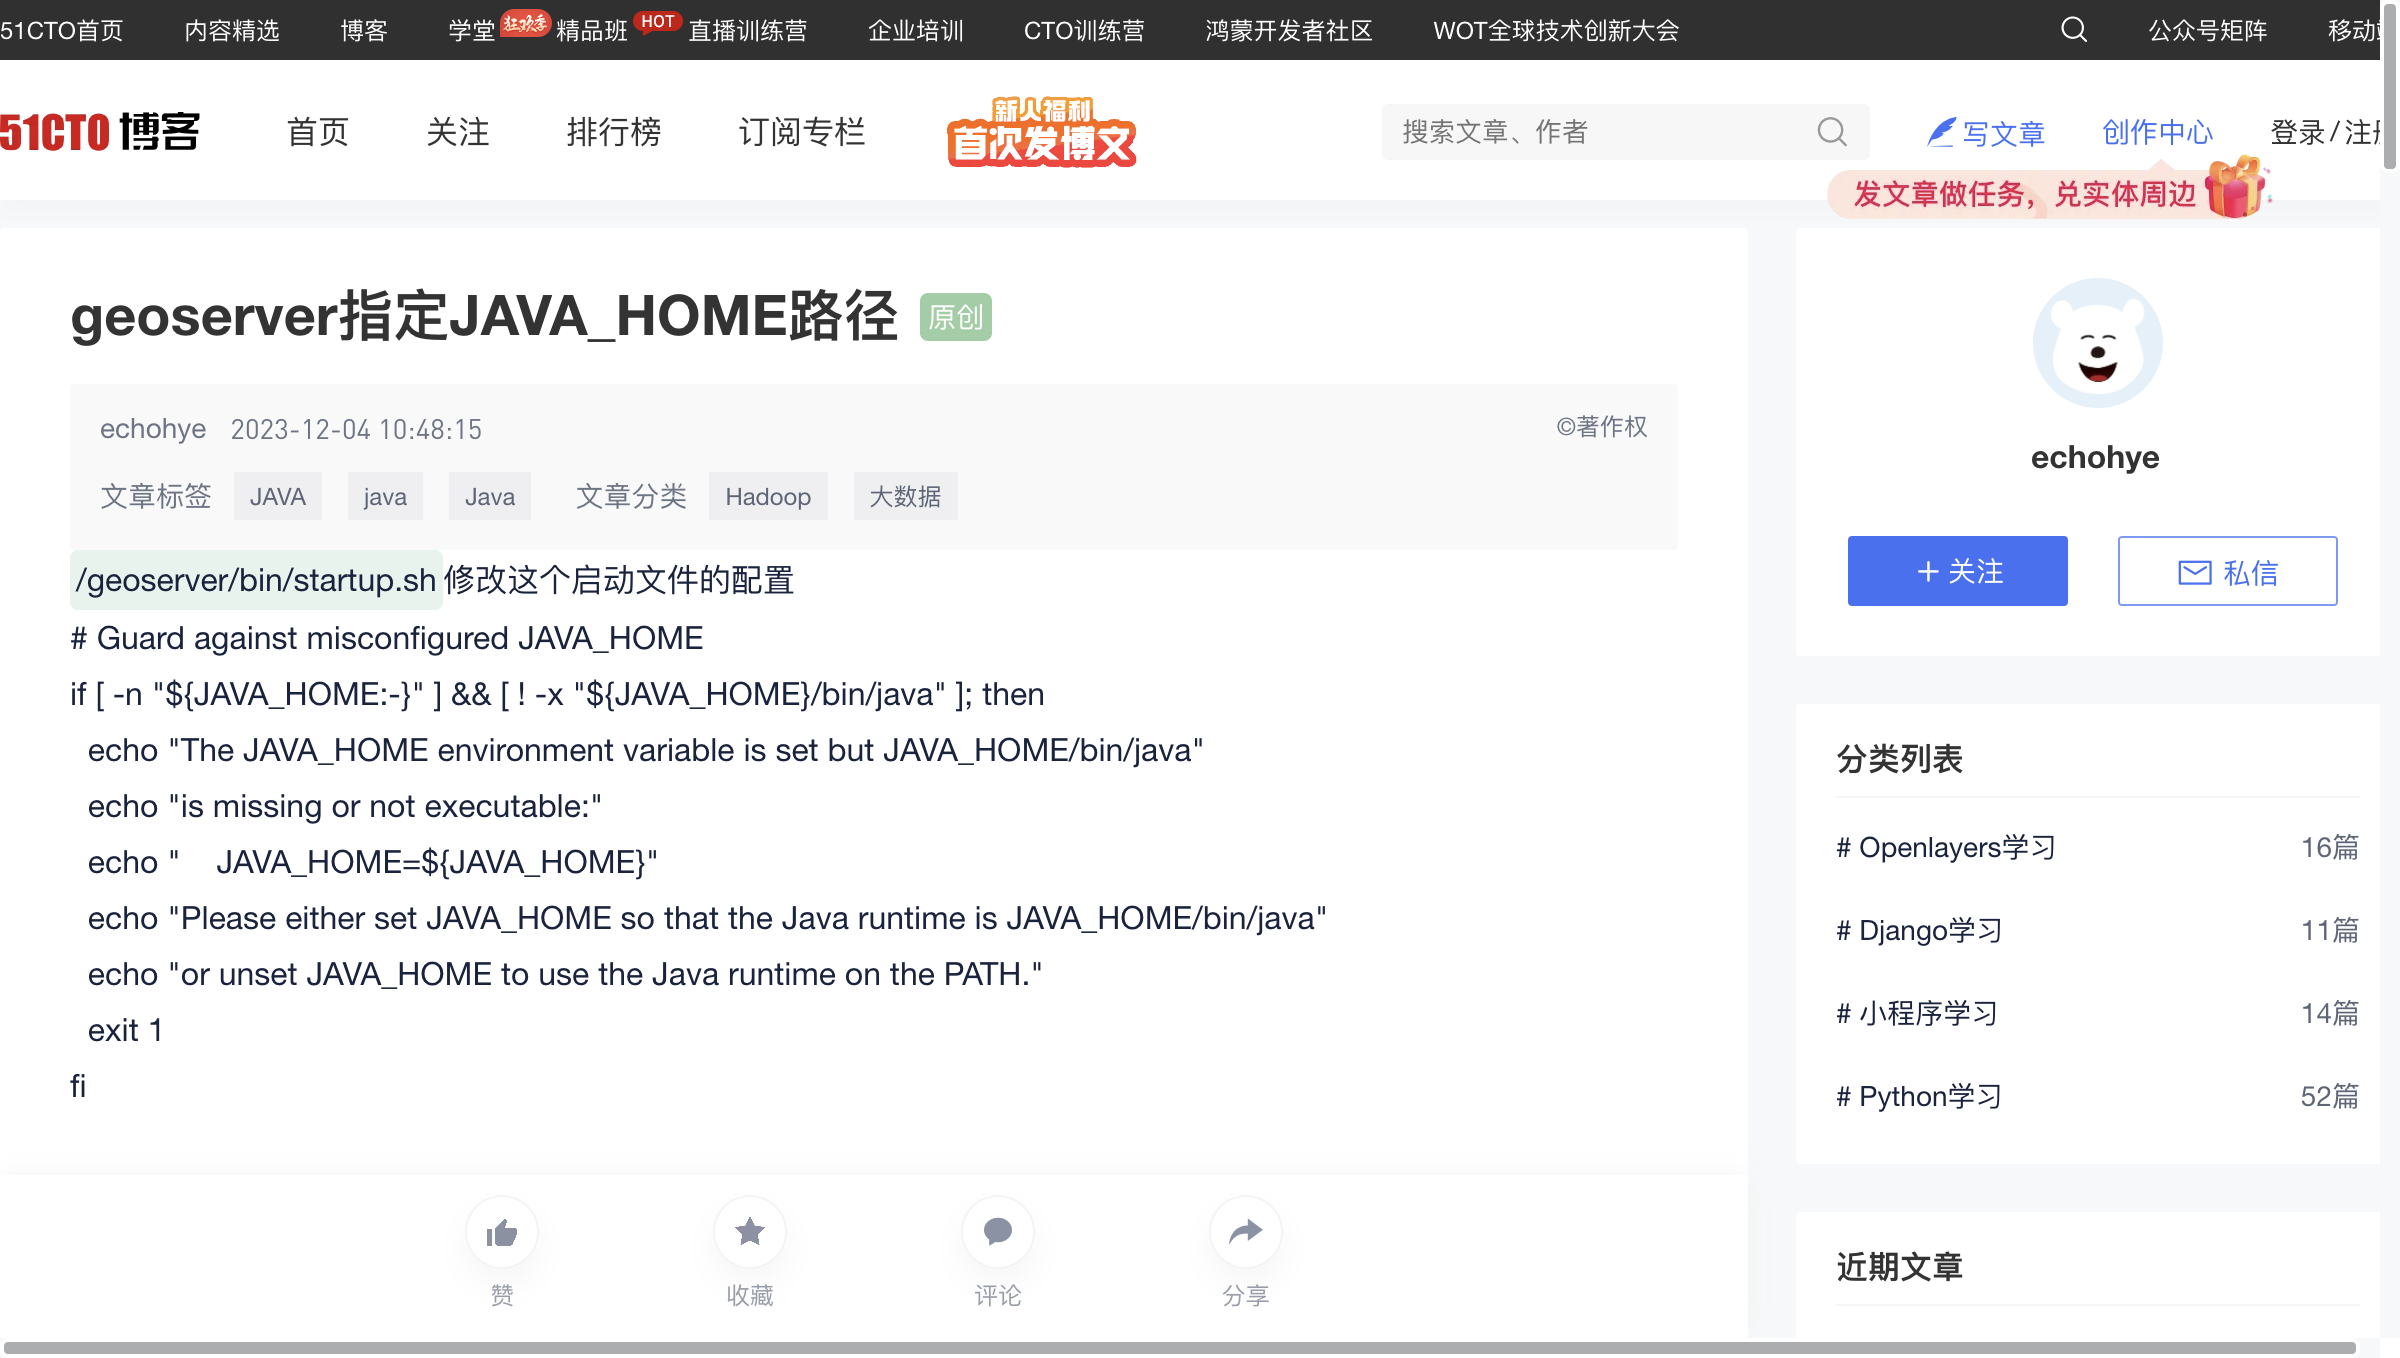 51CTO首页 内容精选 博客 学堂 狂欢季 精品班 HOT 直播训练营 企业培训 CTO训练营 鸿蒙开发者社区 WOT全球技术创新大会 公众号矩阵 移动
51CTO 博客 首页 关注 排行榜 订阅专栏 新人福利 首次发博文 搜索文章、作者 写文章 创作中心 登录/注册
发文章做任务，兑实体周边
geoserver指定JAVA_HOME路径 原创
echohye 2023-12-04 10:48:15 ©著作权
文章标签 JAVA java Java 文章分类 Hadoop 大数据
/geoserver/bin/startup.sh修改这个启动文件的配置
# Guard against misconfigured JAVA_HOME
if [ -n "${JAVA_HOME:-}" ] && [ ! -x "${JAVA_HOME}/bin/java" ]; then
  echo "The JAVA_HOME environment variable is set but JAVA_HOME/bin/java"
  echo "is missing or not executable:"
  echo "    JAVA_HOME=${JAVA_HOME}"
  echo "Please either set JAVA_HOME so that the Java runtime is JAVA_HOME/bin/java"
  echo "or unset JAVA_HOME to use the Java runtime on the PATH."
  exit 1
fi
赞 收藏 评论 分享
echohye
+ 关注 私信
分类列表
# Openlayers学习 16篇
# Django学习 11篇
# 小程序学习 14篇
# Python学习 52篇
近期文章